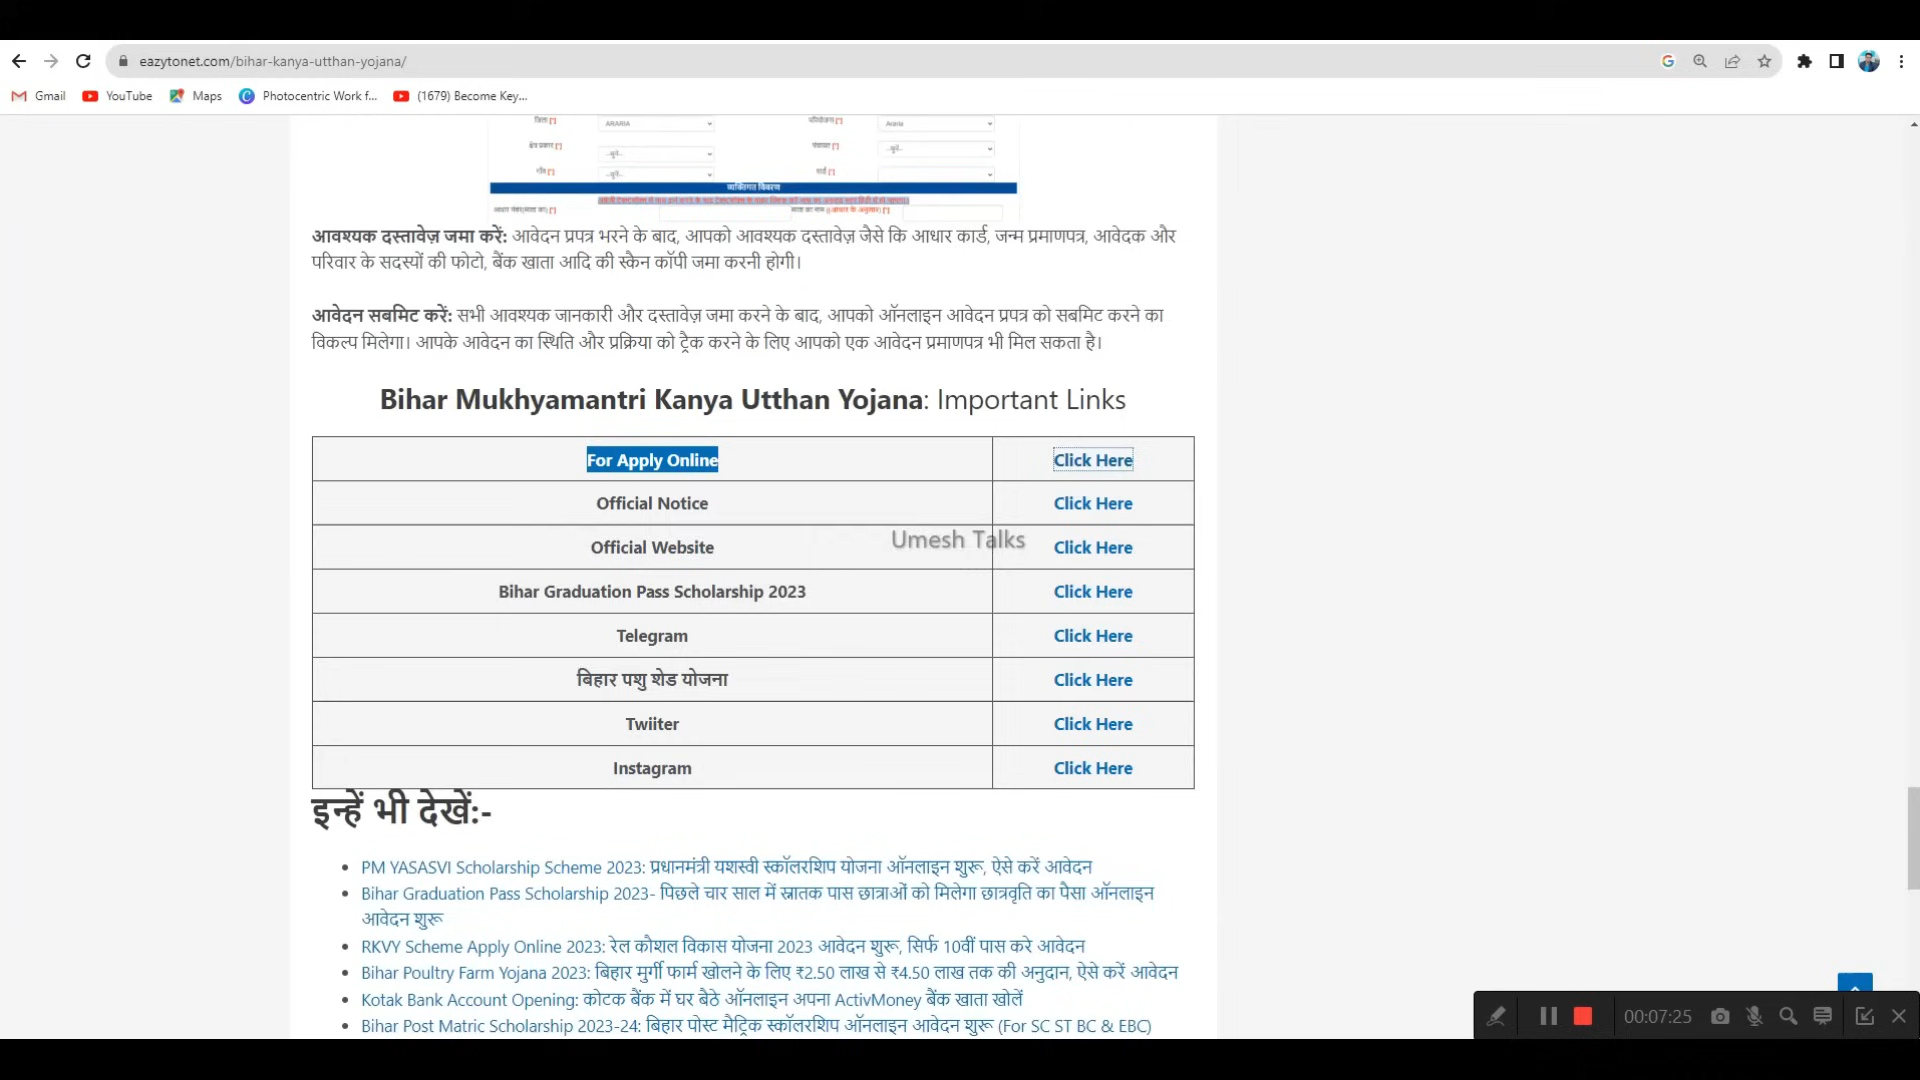 eazytonet.com/bihar-kanya-utthan-yojana/
Gmail YouTube Maps Photocentric Work f... (1679) Become Key...
जिला [*] ARARIA परियोजना [*] Araria
क्षेत्र प्रकार [*] --चुनें-- पंचायत [*] --चुनें--
गाँव [*] --चुनें-- वार्ड [*]
व्यक्तिगत विवरण
आवश्यक दस्तावेज़ जमा करें: आवेदन प्रपत्र भरने के बाद, आपको आवश्यक दस्तावेज़ जैसे कि आधार कार्ड, जन्म प्रमाणपत्र, आवेदक और
परिवार के सदस्यों की फोटो, बैंक खाता आदि की स्कैन कॉपी जमा करनी होगी।
आवेदन सबमिट करें: सभी आवश्यक जानकारी और दस्तावेज़ जमा करने के बाद, आपको ऑनलाइन आवेदन प्रपत्र को सबमिट करने का
विकल्प मिलेगा। आपके आवेदन का स्थिति और प्रक्रिया को ट्रैक करने के लिए आपको एक आवेदन प्रमाणपत्र भी मिल सकता है।
Bihar Mukhyamantri Kanya Utthan Yojana: Important Links
For Apply Online Click Here
Official Notice Click Here
Umesh Talks
Official Website Click Here
Bihar Graduation Pass Scholarship 2023 Click Here
Telegram Click Here
बिहार पशु शेड योजना Click Here
Twiiter Click Here
Instagram Click Here
इन्हें भी देखें:-
• PM YASASVI Scholarship Scheme 2023: प्रधानमंत्री यशस्वी स्कॉलरशिप योजना ऑनलाइन शुरू, ऐसे करें आवेदन
• Bihar Graduation Pass Scholarship 2023- पिछले चार साल में स्नातक पास छात्राओं को मिलेगा छात्रवृति का पैसा ऑनलाइन
आवेदन शुरू
• RKVY Scheme Apply Online 2023: रेल कौशल विकास योजना 2023 आवेदन शुरू, सिर्फ 10वीं पास करे आवेदन
• Bihar Poultry Farm Yojana 2023: बिहार मुर्गी फार्म खोलने के लिए ₹2.50 लाख से ₹4.50 लाख तक की अनुदान, ऐसे करें आवेदन
• Kotak Bank Account Opening: कोटक बैंक में घर बैठे ऑनलाइन अपना ActivMoney बैंक खाता खोलें
• Bihar Post Matric Scholarship 2023-24: बिहार पोस्ट मैट्रिक स्कॉलरशिप ऑनलाइन आवेदन शुरू (For SC ST BC & EBC)
00:07:25